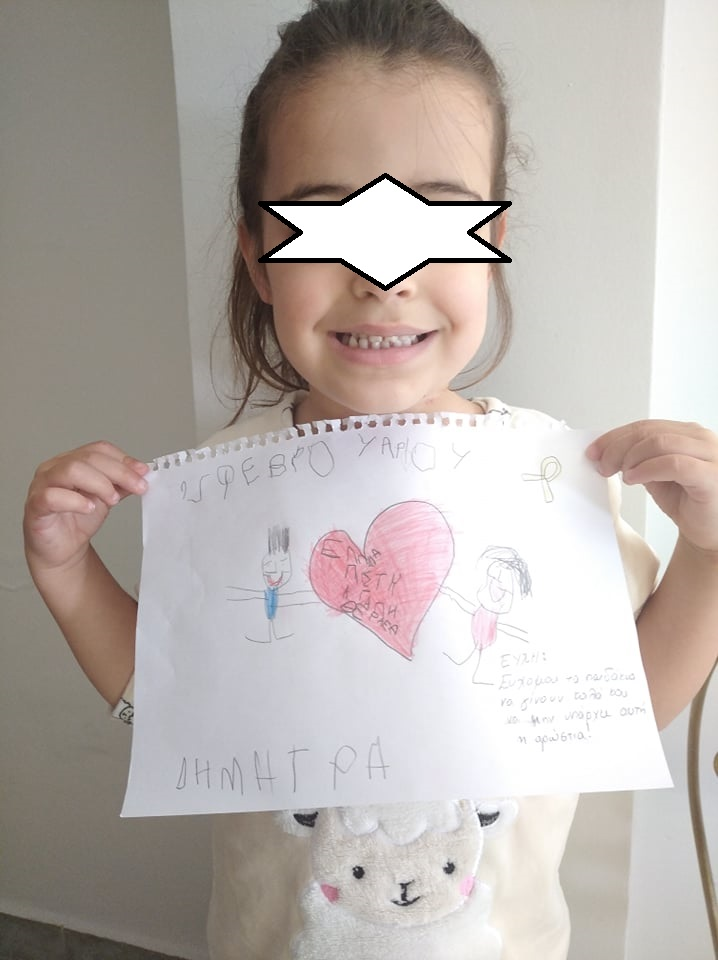 15 ΦΕΒΡΟΥΑΡΙΟΥ
ΕΛΠΙΔΑ
ΠΙΣΤΗ
ΑΓΑΠΗ
ΘΕΡΑΠΕΙΑ
ΕΥΧΗ:
Εύχομαι τα παιδάκια
να γίνουν καλά και
να μην υπάρχει αυτή
η αρρώστια!
ΔΗΜΗΤΡΑ